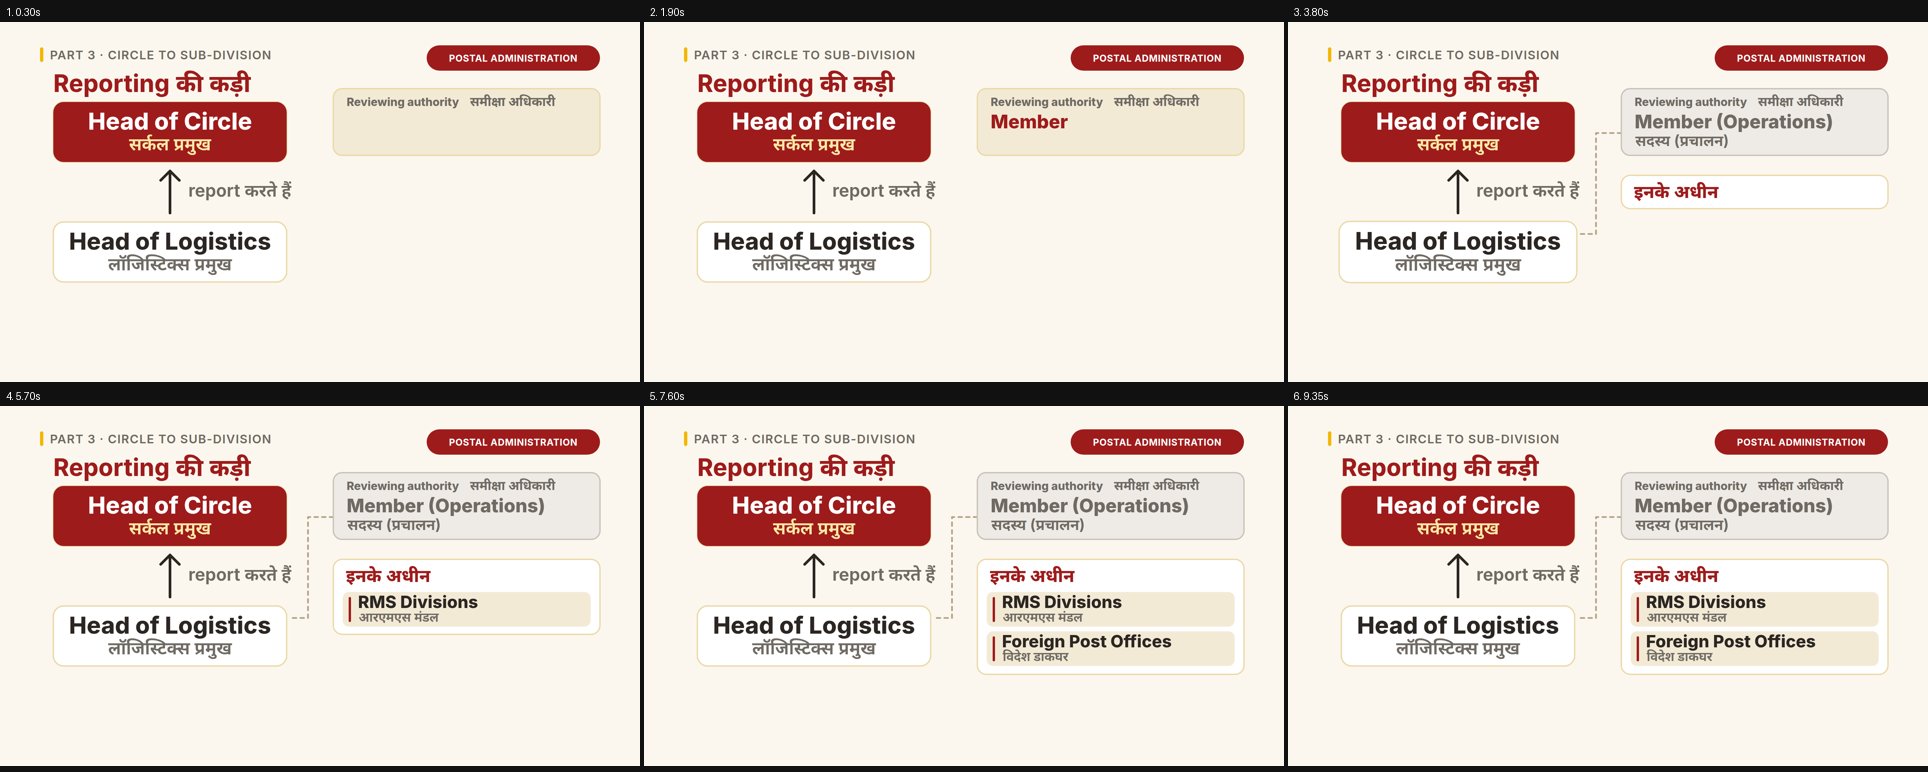 1. 0.30s
PART 3 · CIRCLE TO SUB-DIVISION
POSTAL ADMINISTRATION
Reporting की कड़ी
Head of Circle
सर्कल प्रमुख
report करते हैं
Head of Logistics
लॉजिस्टिक्स प्रमुख
Reviewing authority समीक्षा अधिकारी
2. 1.90s
PART 3 · CIRCLE TO SUB-DIVISION
POSTAL ADMINISTRATION
Reporting की कड़ी
Head of Circle
सर्कल प्रमुख
report करते हैं
Head of Logistics
लॉजिस्टिक्स प्रमुख
Reviewing authority समीक्षा अधिकारी
Member
3. 3.80s
PART 3 · CIRCLE TO SUB-DIVISION
POSTAL ADMINISTRATION
Reporting की कड़ी
Head of Circle
सर्कल प्रमुख
report करते हैं
Head of Logistics
लॉजिस्टिक्स प्रमुख
Reviewing authority समीक्षा अधिकारी
Member (Operations)
सदस्य (प्रचालन)
इनके अधीन
4. 5.70s
PART 3 · CIRCLE TO SUB-DIVISION
POSTAL ADMINISTRATION
Reporting की कड़ी
Head of Circle
सर्कल प्रमुख
report करते हैं
Head of Logistics
लॉजिस्टिक्स प्रमुख
Reviewing authority समीक्षा अधिकारी
Member (Operations)
सदस्य (प्रचालन)
इनके अधीन
RMS Divisions
आरएमएस मंडल
5. 7.60s
PART 3 · CIRCLE TO SUB-DIVISION
POSTAL ADMINISTRATION
Reporting की कड़ी
Head of Circle
सर्कल प्रमुख
report करते हैं
Head of Logistics
लॉजिस्टिक्स प्रमुख
Reviewing authority समीक्षा अधिकारी
Member (Operations)
सदस्य (प्रचालन)
इनके अधीन
RMS Divisions
आरएमएस मंडल
Foreign Post Offices
विदेश डाकघर
6. 9.35s
PART 3 · CIRCLE TO SUB-DIVISION
POSTAL ADMINISTRATION
Reporting की कड़ी
Head of Circle
सर्कल प्रमुख
report करते हैं
Head of Logistics
लॉजिस्टिक्स प्रमुख
Reviewing authority समीक्षा अधिकारी
Member (Operations)
सदस्य (प्रचालन)
इनके अधीन
RMS Divisions
आरएमएस मंडल
Foreign Post Offices
विदेश डाकघर